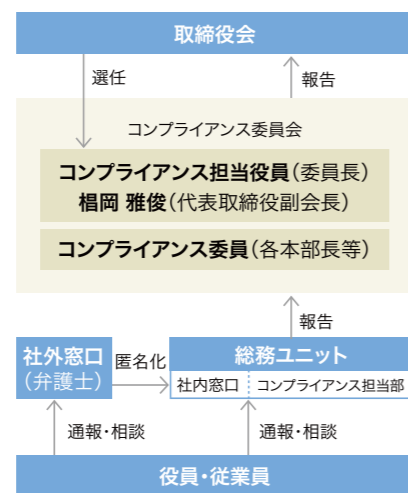 取締役会
選任
報告
コンプライアンス委員会
コンプライアンス担当役員(委員長)
椙岡 雅俊(代表取締役副会長)
コンプライアンス委員(各本部長等)
報告
社外窓口
(弁護士)
匿名化
総務ユニット
社内窓口
コンプライアンス担当部
通報・相談
通報・相談
役員・従業員